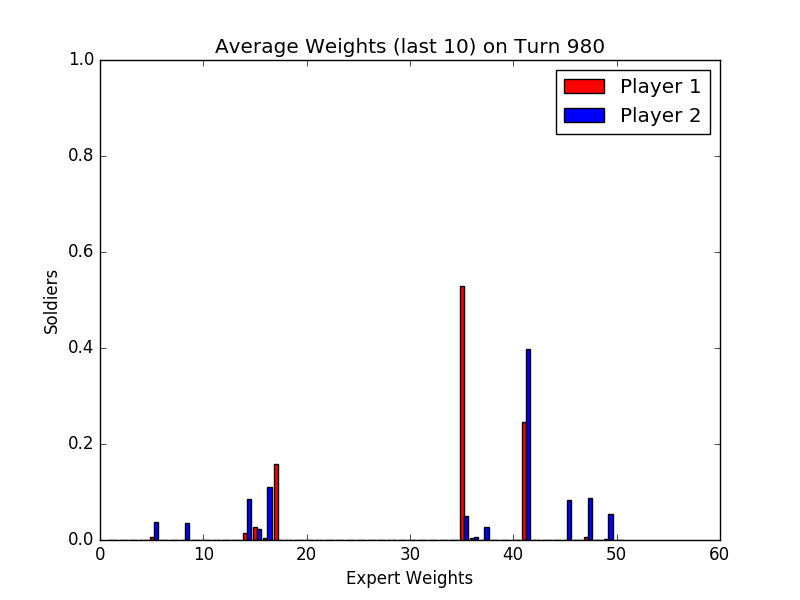 Average Weights (last 10) on Turn 980
1.0
Player 1
Player 2
0.8
0.6
Soldiers
0.4
0.2
0.0
0 10 20 30 40 50 60
Expert Weights